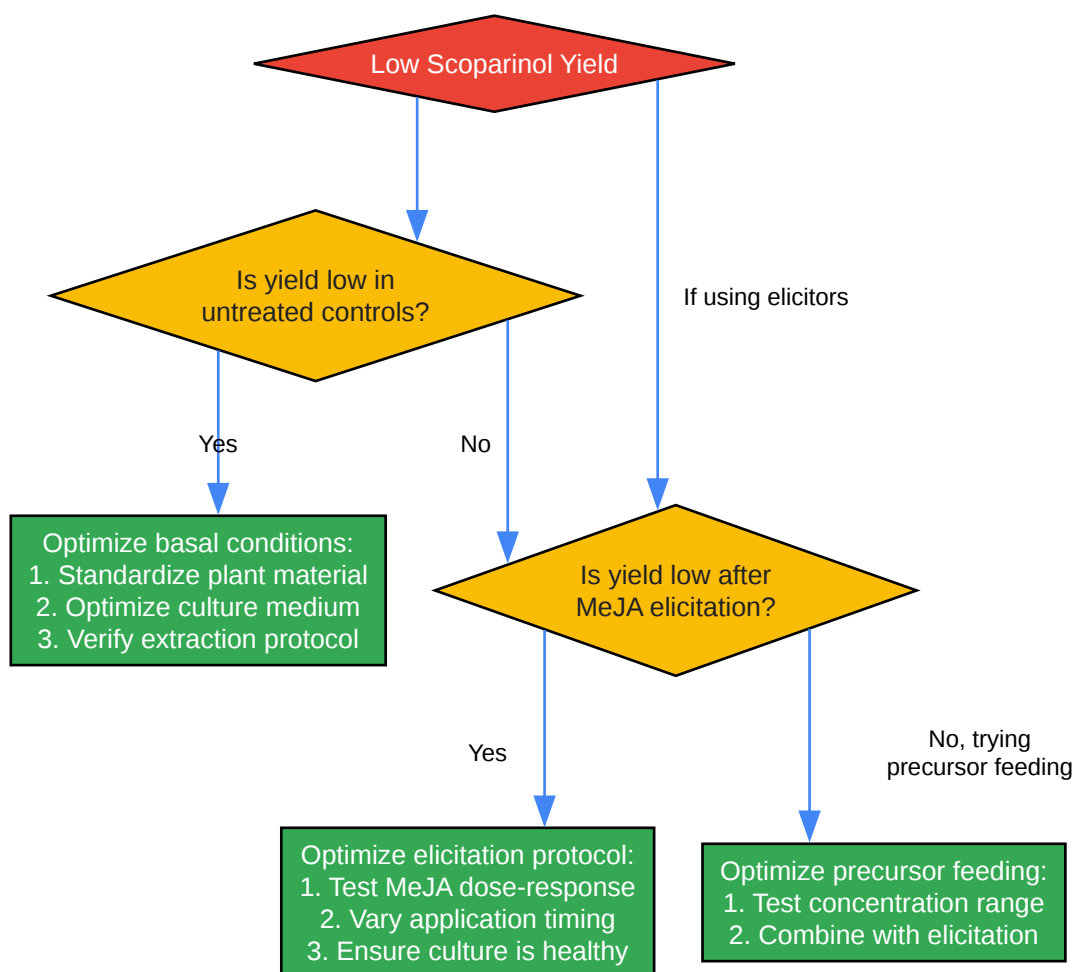 Low Scoparinol Yield
Is yield low in
untreated controls?
If using elicitors
Yes
No
Optimize basal conditions:
1. Standardize plant material
2. Optimize culture medium
3. Verify extraction protocol
Is yield low after
MeJA elicitation?
Yes
No, trying
precursor feeding
Optimize elicitation protocol:
1. Test MeJA dose-response
2. Vary application timing
3. Ensure culture is healthy
Optimize precursor feeding:
1. Test concentration range
2. Combine with elicitation